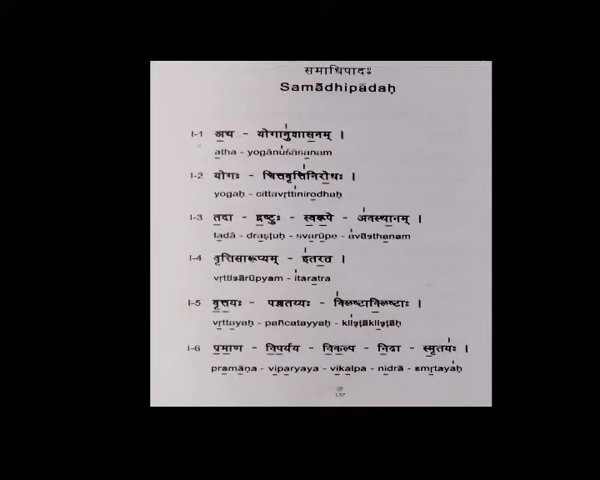 समाधिपादः
Samādhipādaḥ
I-1 अथ - योगानुशासनम् ।
atha - yogānuśāsanam
I-2 योगः - चित्तवृत्तिनिरोधः ।
yogaḥ - cittavṛttinirodhaḥ
I-3 तदा - द्रष्टुः - स्वरूपे - अवस्थानम् ।
tadā - draṣṭuḥ - svarūpe - avāsthanam
I-4 वृत्तिसारूप्यम् - इतरत्र
vṛttisārūpyam - itaratra
I-5 वृत्तयः - पञ्चतय्यः - क्लिष्टाक्लिष्टाः ।
vṛttayaḥ - pañcatayyaḥ - kliṣṭākliṣṭāḥ
I-6 प्रमाण - विपर्यय - विकल्प - निद्रा - स्मृतयः ।
pramāṇa - viparyaya - vikalpa - nidrā - smṛtayaḥ
137